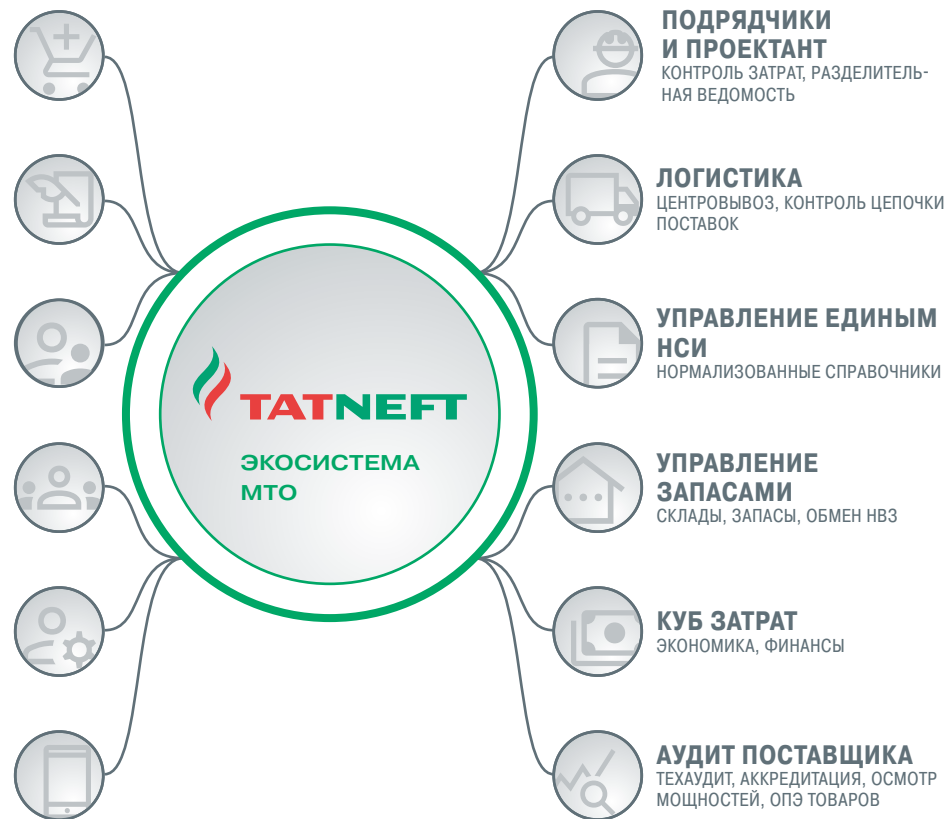 ПОДРЯДЧИКИ
И ПРОЕКТАНТ
КОНТРОЛЬ ЗАТРАТ, РАЗДЕЛИТЕЛЬ-
НАЯ ВЕДОМОСТЬ
ЛОГИСТИКА
ЦЕНТРОВЫВОЗ, КОНТРОЛЬ ЦЕПОЧКИ
ПОСТАВОК
УПРАВЛЕНИЕ ЕДИНЫМ
НСИ
НОРМАЛИЗОВАННЫЕ СПРАВОЧНИКИ
TATNEFT
ЭКОСИСТЕМА
МТО
УПРАВЛЕНИЕ
ЗАПАСАМИ
СКЛАДЫ, ЗАПАСЫ, ОБМЕН НВЗ
КУБ ЗАТРАТ
ЭКОНОМИКА, ФИНАНСЫ
АУДИТ ПОСТАВЩИКА
ТЕХАУДИТ, АККРЕДИТАЦИЯ, ОСМОТР
МОЩНОСТЕЙ, ОПЭ ТОВАРОВ